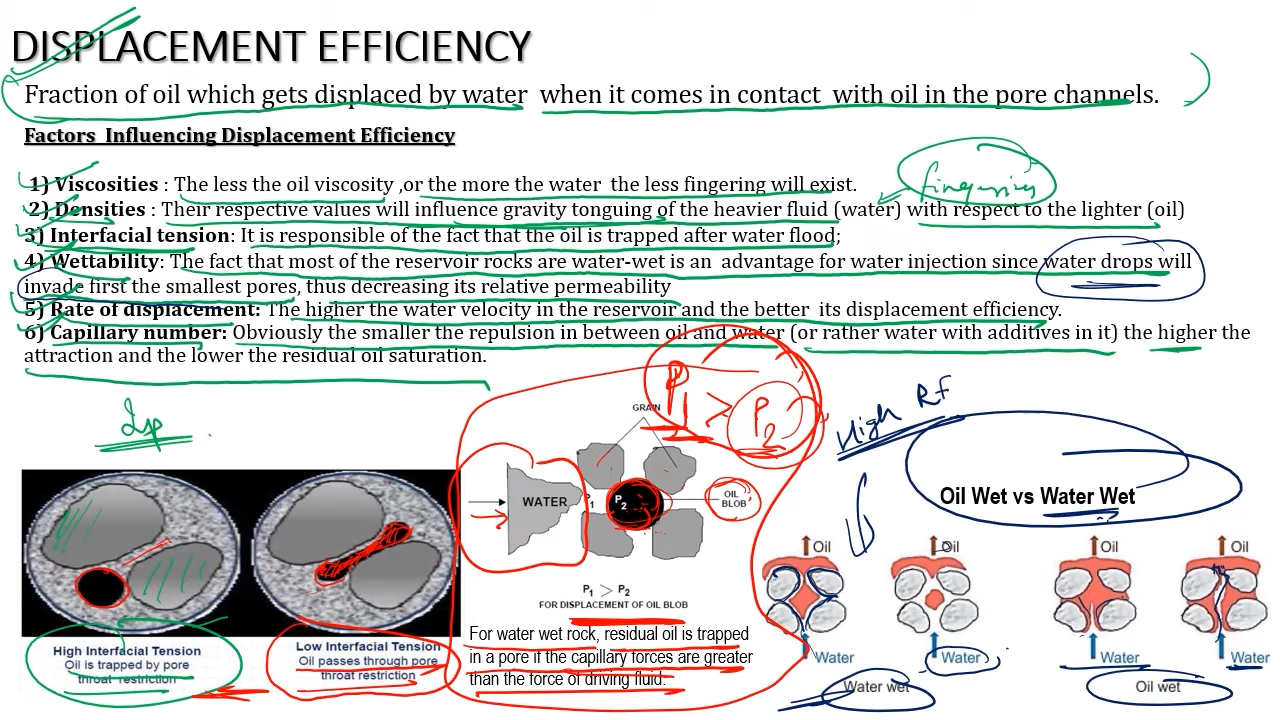 DISPLACEMENT EFFICIENCY
Fraction of oil which gets displaced by water when it comes in contact with oil in the pore channels.
Factors Influencing Displacement Efficiency
fingering
1) Viscosities : The less the oil viscosity ,or the more the water the less fingering will exist.
2) Densities : Their respective values will influence gravity tonguing of the heavier fluid (water) with respect to the lighter (oil)
3) Interfacial tension: It is responsible of the fact that the oil is trapped after water flood;
4) Wettability: The fact that most of the reservoir rocks are water-wet is an advantage for water injection since water drops will
invade first the smallest pores, thus decreasing its relative permeability
5) Rate of displacement: The higher the water velocity in the reservoir and the better its displacement efficiency.
6) Capillary number: Obviously the smaller the repulsion in between oil and water (or rather water with additives in it) the higher the
attraction and the lower the residual oil saturation.
P1 > P2
High RF
GRAIN
WATER
P1
P2
OIL
BLOB
P1 > P2
FOR DISPLACEMENT OF OIL BLOB
High Interfacial Tension
Oil is trapped by pore
throat restriction
Low Interfacial Tension
Oil passes through pore
throat restriction
For water wet rock, residual oil is trapped
in a pore if the capillary forces are greater
than the force of driving fluid.
Oil Wet vs Water Wet
Oil
Oil
Oil
Oil
Water
Water
Water
Water
Water wet
Oil wet